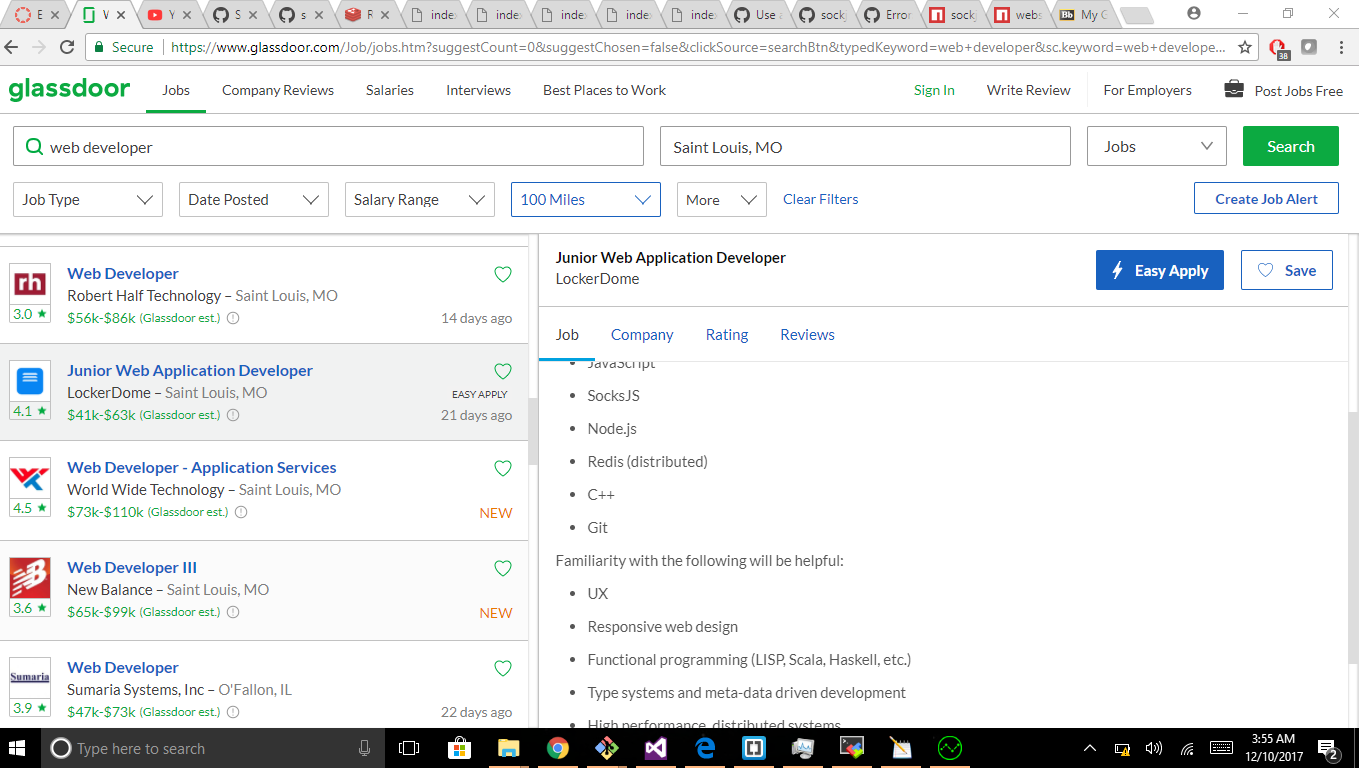 E
V
Y
S
s
R
index
index
index
index
index
Use a
sockj
Error
sock
webs
Bb My G
Secure
https://www.glassdoor.com/Job/jobs.htm?suggestCount=0&suggestChosen=false&clickSource=searchBtn&typedKeyword=web+developer&sc.keyword=web+develope...
38
glassdoor
Jobs
Company Reviews
Salaries
Interviews
Best Places to Work
Sign In
Write Review
For Employers
Post Jobs Free
web developer
Saint Louis, MO
Jobs
Search
Job Type
Date Posted
Salary Range
100 Miles
More
Clear Filters
Create Job Alert
rh
Web Developer
Robert Half Technology – Saint Louis, MO
3.0 ★
$56k-$86k (Glassdoor est.)
14 days ago
Junior Web Application Developer
LockerDome – Saint Louis, MO
EASY APPLY
4.1 ★
$41k-$63k (Glassdoor est.)
21 days ago
Web Developer - Application Services
World Wide Technology – Saint Louis, MO
4.5 ★
$73k-$110k (Glassdoor est.)
NEW
Web Developer III
New Balance – Saint Louis, MO
3.6 ★
$65k-$99k (Glassdoor est.)
NEW
Web Developer
Sumaria
Sumaria Systems, Inc – O'Fallon, IL
3.9 ★
$47k-$73k (Glassdoor est.)
22 days ago
Junior Web Application Developer
LockerDome
Easy Apply
Save
Job
Company
Rating
Reviews
• JavaScript
• SocksJS
• Node.js
• Redis (distributed)
• C++
• Git
Familiarity with the following will be helpful:
• UX
• Responsive web design
• Functional programming (LISP, Scala, Haskell, etc.)
• Type systems and meta-data driven development
• High performance, distributed systems
Type here to search
3:55 AM
12/10/2017
2